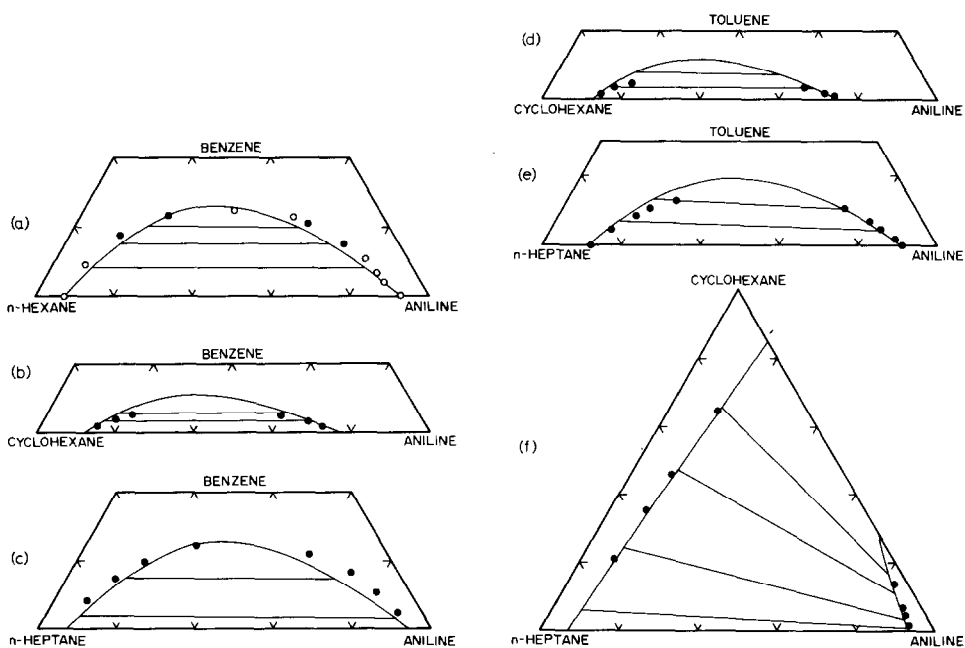 (a)
BENZENE
n-HEXANE
ANILINE
(b)
BENZENE
CYCLOHEXANE
ANILINE
(c)
BENZENE
n-HEPTANE
ANILINE
(d)
TOLUENE
CYCLOHEXANE
ANILINE
(e)
TOLUENE
n-HEPTANE
ANILINE
(f)
CYCLOHEXANE
n-HEPTANE
ANILINE